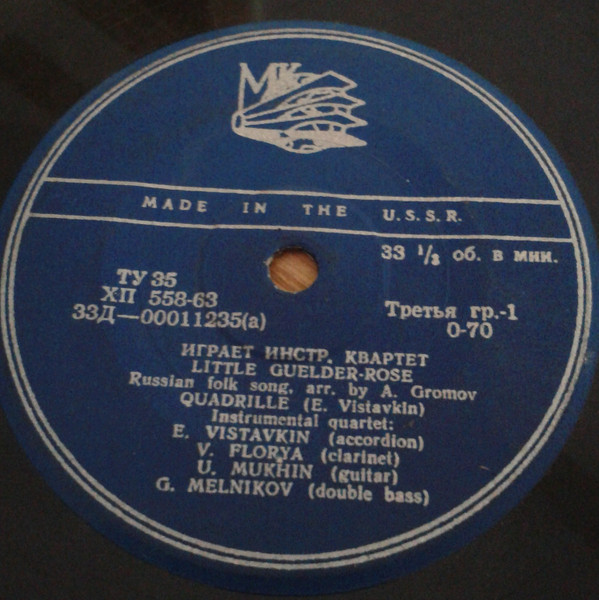 МК
MADE IN THE U.S.S.R.
33 1/3 об. в мин.
ТУ 35
ХП 558-63
33Д—00011235(а)
Третья гр.-1
0-70
ИГРАЕТ ИНСТР. КВАРТЕТ
LITTLE GUELDER-ROSE
Russian folk song, arr. by A. Gromov
QUADRILLE (E. Vistavkin)
Instrumental quartet:
E. VISTAVKIN (accordion)
V. FLORYA (clarinet)
U. MUKHIN (guitar)
G. MELNIKOV (double bass)